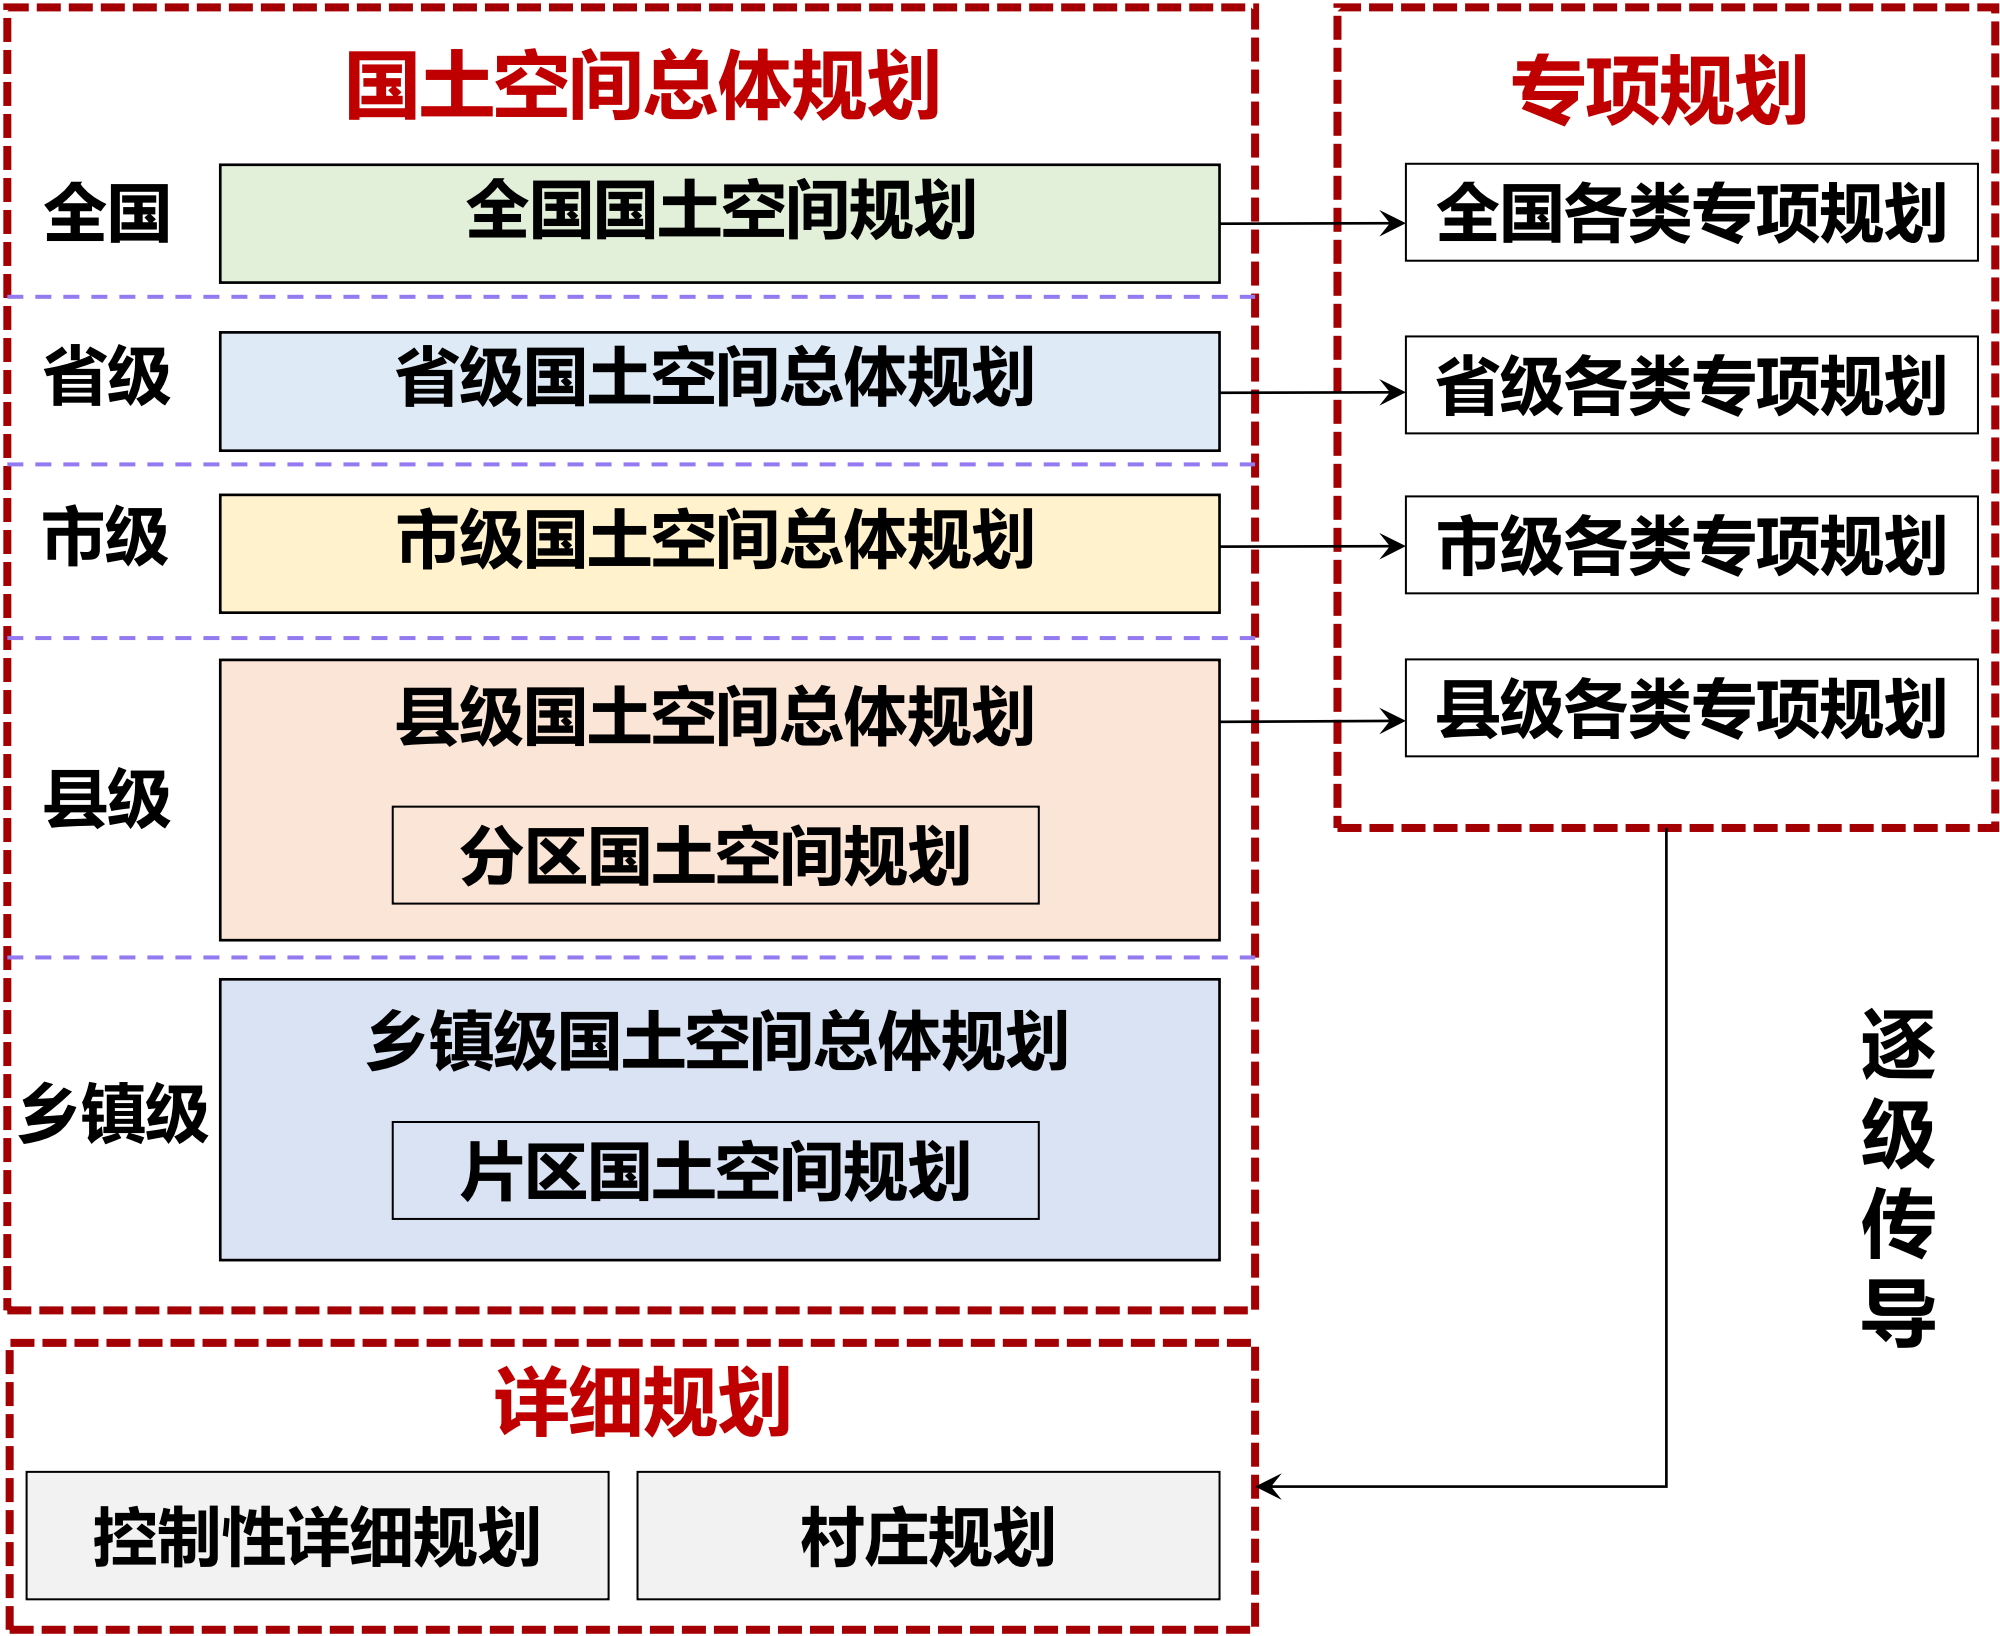 国土空间总体规划
专项规划
全国
全国国土空间规划
全国各类专项规划
省级
省级国土空间总体规划
省级各类专项规划
市级
市级国土空间总体规划
市级各类专项规划
县级
县级国土空间总体规划
县级各类专项规划
分区国土空间规划
乡镇级
乡镇级国土空间总体规划
片区国土空间规划
逐级传导
详细规划
控制性详细规划
村庄规划